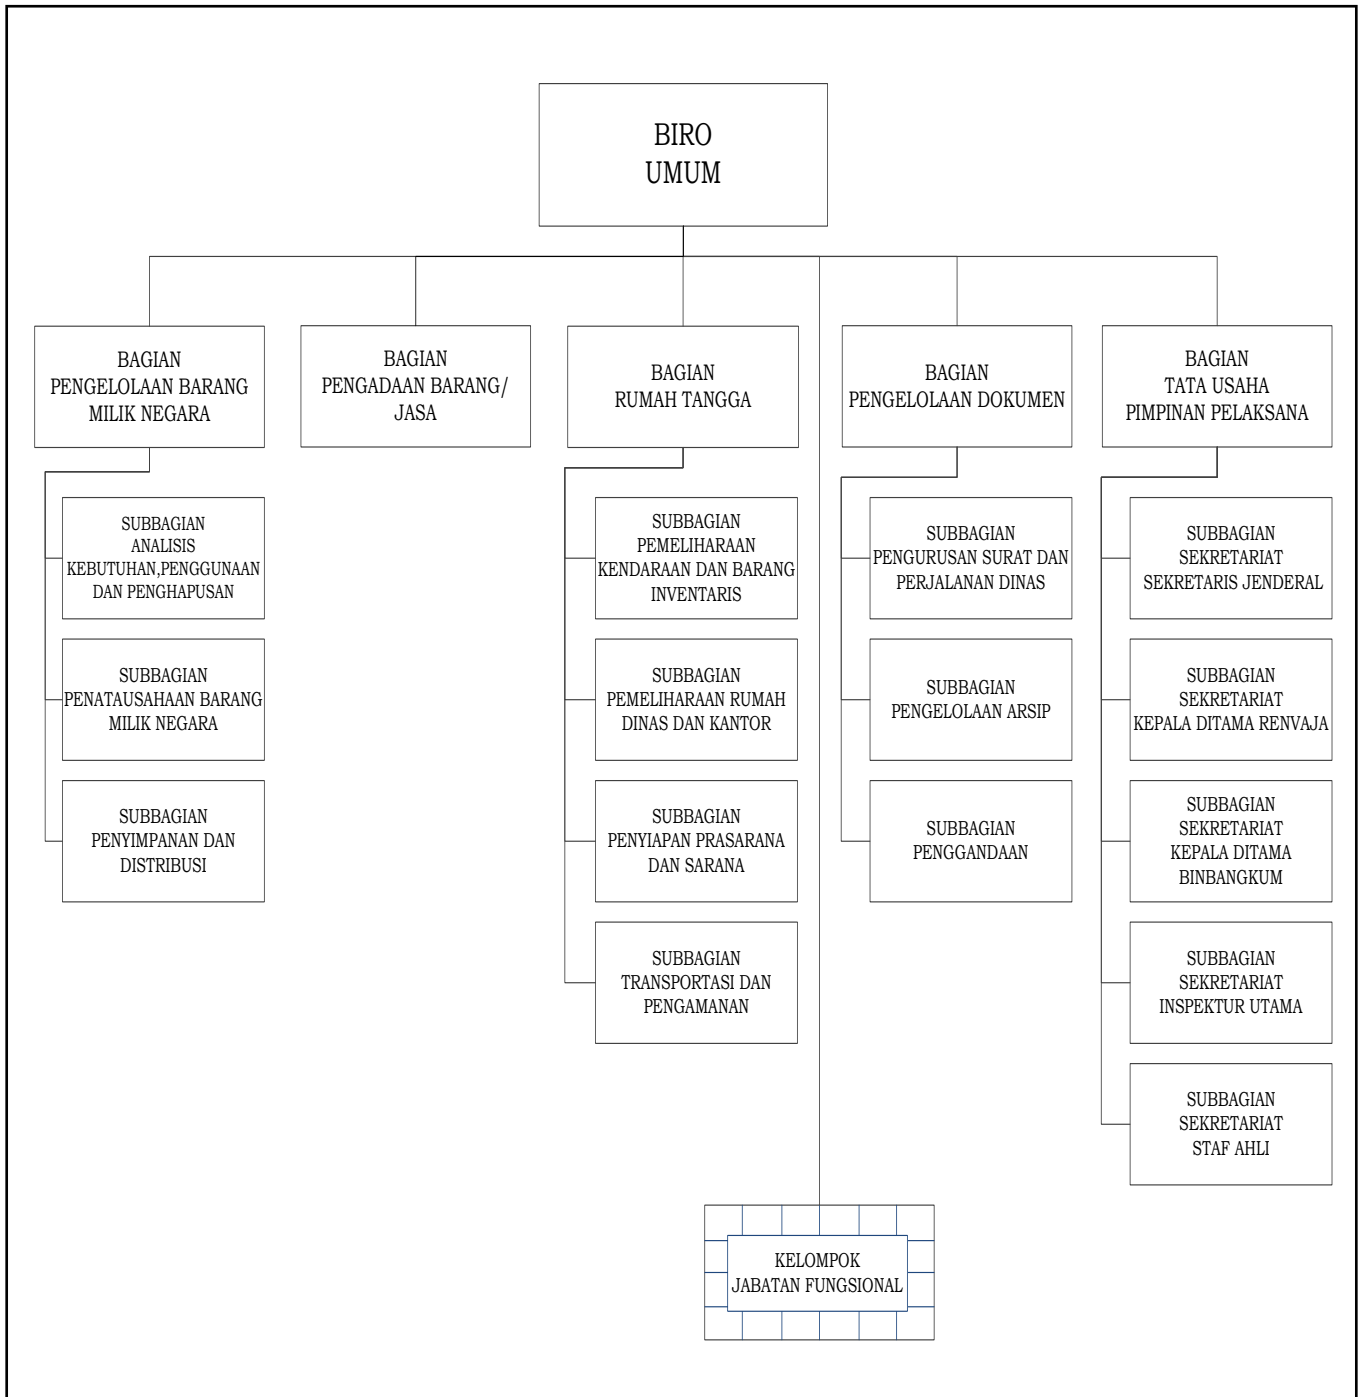 BIRO
UMUM
BAGIAN
PENGELOLAAN BARANG
MILIK NEGARA
BAGIAN
PENGADAAN BARANG/
JASA
BAGIAN
RUMAH TANGGA
BAGIAN
PENGELOLAAN DOKUMEN
BAGIAN
TATA USAHA
PIMPINAN PELAKSANA
SUBBAGIAN
ANALISIS
KEBUTUHAN,PENGGUNAAN
DAN PENGHAPUSAN
SUBBAGIAN
PENATAUSAHAAN BARANG
MILIK NEGARA
SUBBAGIAN
PENYIMPANAN DAN
DISTRIBUSI
SUBBAGIAN
PEMELIHARAAN
KENDARAAN DAN BARANG
INVENTARIS
SUBBAGIAN
PEMELIHARAAN RUMAH
DINAS DAN KANTOR
SUBBAGIAN
PENYIAPAN PRASARANA
DAN SARANA
SUBBAGIAN
TRANSPORTASI DAN
PENGAMANAN
SUBBAGIAN
PENGURUSAN SURAT DAN
PERJALANAN DINAS
SUBBAGIAN
PENGELOLAAN ARSIP
SUBBAGIAN
PENGGANDAAN
SUBBAGIAN
SEKRETARIAT
SEKRETARIS JENDERAL
SUBBAGIAN
SEKRETARIAT
KEPALA DITAMA RENVAJA
SUBBAGIAN
SEKRETARIAT
KEPALA DITAMA
BINBANGKUM
SUBBAGIAN
SEKRETARIAT
INSPEKTUR UTAMA
SUBBAGIAN
SEKRETARIAT
STAF AHLI
KELOMPOK
JABATAN FUNGSIONAL